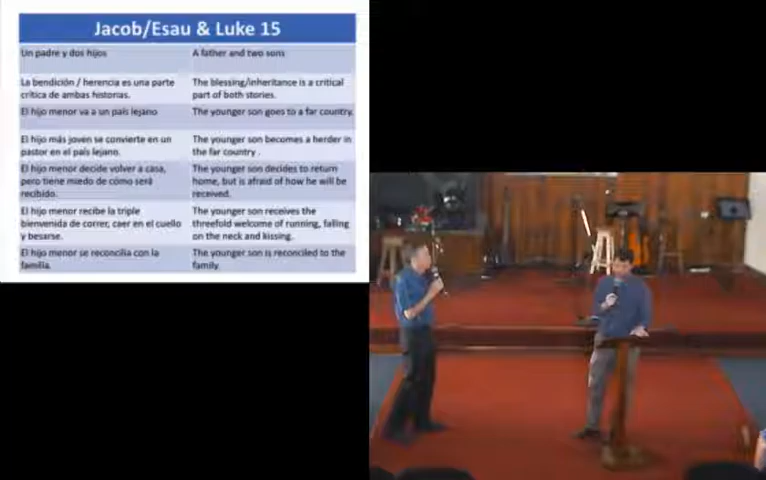 Jacob/Esau & Luke 15
Un padre y dos hijos
A father and two sons
La bendición / herencia es una parte
crítica de ambas historias.
The blessing/inheritance is a critical
part of both stories.
El hijo menor va a un país lejano
The younger son goes to a far country.
El hijo más joven se convierte en un
pastor en el país lejano.
The younger son becomes a herder in
the far country .
El hijo menor decide volver a casa,
pero tiene miedo de cómo será
recibido.
The younger son decides to return
home, but is afraid of how he will be
received.
El hijo menor recibe la triple
bienvenida de correr, caer en el cuello
y besarse.
The younger son receives the
threefold welcome of running, falling
on the neck and kissing.
El hijo menor se reconcilia con la
familia.
The younger son is reconciled to the
family.